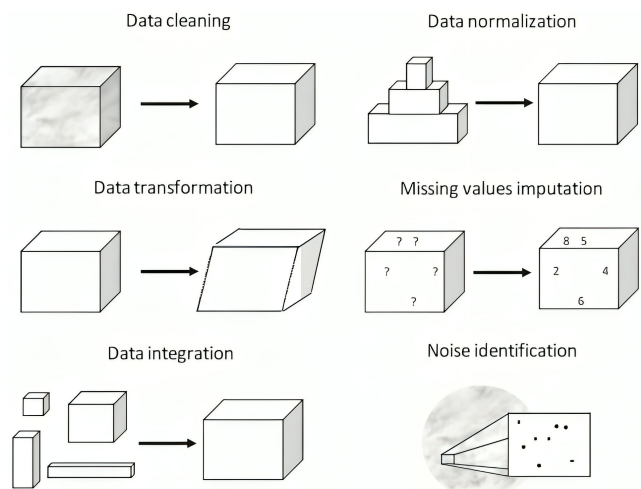 Data cleaning
Data normalization
Data transformation
Missing values imputation
? ?
? ?
?
8 5
2 4
6
Data integration
Noise identification